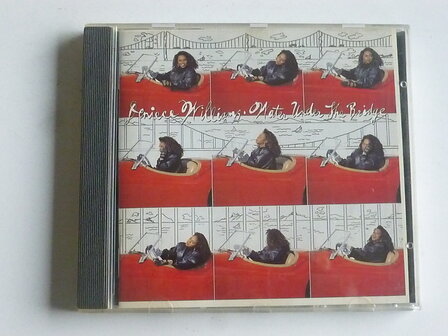 Deniece Williams • Water Under The Bridge